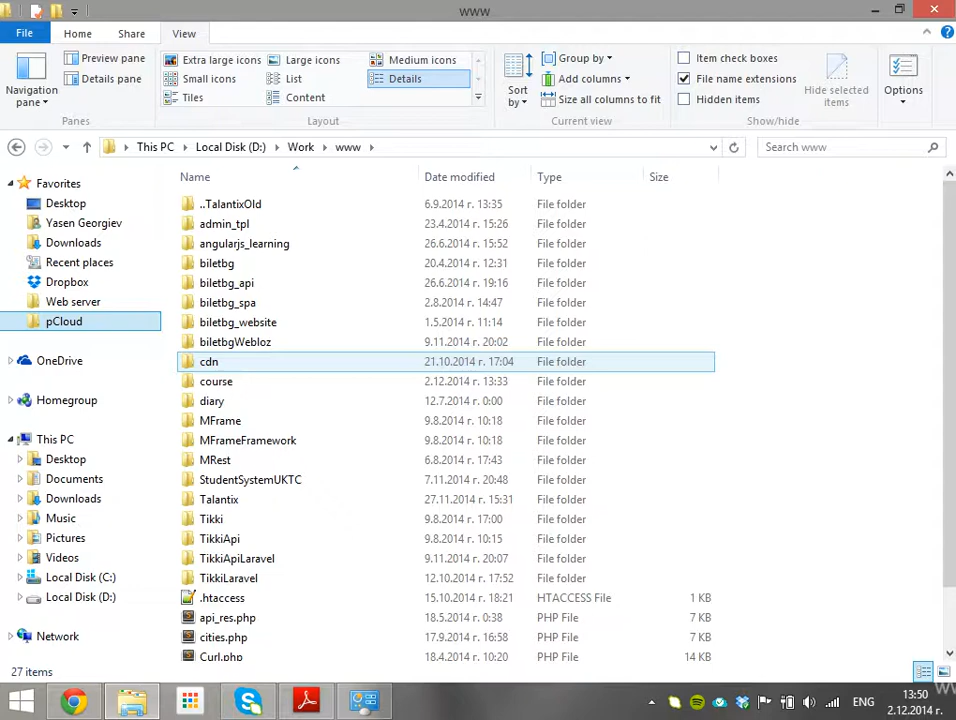 www
File Home Share View
Navigation pane
Preview pane
Details pane
Panes
Extra large icons Large icons Medium icons
Small icons List Details
Tiles Content
Layout
Sort by
Group by
Add columns
Size all columns to fit
Current view
Item check boxes
File name extensions
Hidden items
Hide selected items
Show/hide
Options
This PC Local Disk (D:) Work www
Search www
Name Date modified Type Size
Favorites
Desktop
Yasen Georgiev
Downloads
Recent places
Dropbox
Web server
pCloud
OneDrive
Homegroup
This PC
Desktop
Documents
Downloads
Music
Pictures
Videos
Local Disk (C:)
Local Disk (D:)
Network
..TalantixOld 6.9.2014 г. 13:35 File folder
admin_tpl 23.4.2014 г. 15:26 File folder
angularjs_learning 26.6.2014 г. 15:52 File folder
biletbg 20.4.2014 г. 12:31 File folder
biletbg_api 26.6.2014 г. 19:16 File folder
biletbg_spa 2.8.2014 г. 14:47 File folder
biletbg_website 1.5.2014 г. 11:14 File folder
biletbgWebloz 9.11.2014 г. 20:02 File folder
cdn 21.10.2014 г. 17:04 File folder
course 2.12.2014 г. 13:33 File folder
diary 12.7.2014 г. 0:00 File folder
MFrame 9.8.2014 г. 10:18 File folder
MFrameFramework 9.8.2014 г. 10:18 File folder
MRest 6.8.2014 г. 17:43 File folder
StudentSystemUKTC 7.11.2014 г. 20:48 File folder
Talantix 27.11.2014 г. 15:31 File folder
Tikki 9.8.2014 г. 17:00 File folder
TikkiApi 9.8.2014 г. 10:15 File folder
TikkiApiLaravel 9.11.2014 г. 20:07 File folder
TikkiLaravel 12.10.2014 г. 17:52 File folder
.htaccess 15.10.2014 г. 18:21 HTACCESS File 1 KB
api_res.php 18.5.2014 г. 0:38 PHP File 7 KB
cities.php 17.9.2014 г. 16:58 PHP File 7 KB
Curl.php 18.4.2014 г. 10:20 PHP File 14 KB
27 items
ENG
13:50
2.12.2014 г.